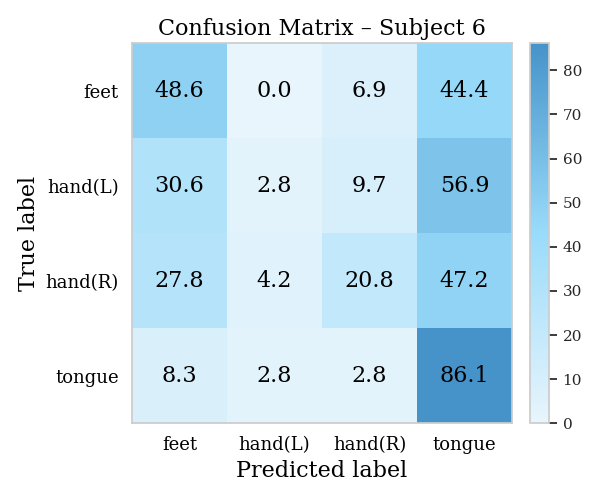 Confusion Matrix – Subject 6
feet 48.6 0.0 6.9 44.4
hand(L) 30.6 2.8 9.7 56.9
hand(R) 27.8 4.2 20.8 47.2
tongue 8.3 2.8 2.8 86.1
feet hand(L) hand(R) tongue
Predicted label
True label
80
70
60
50
40
30
20
10
0